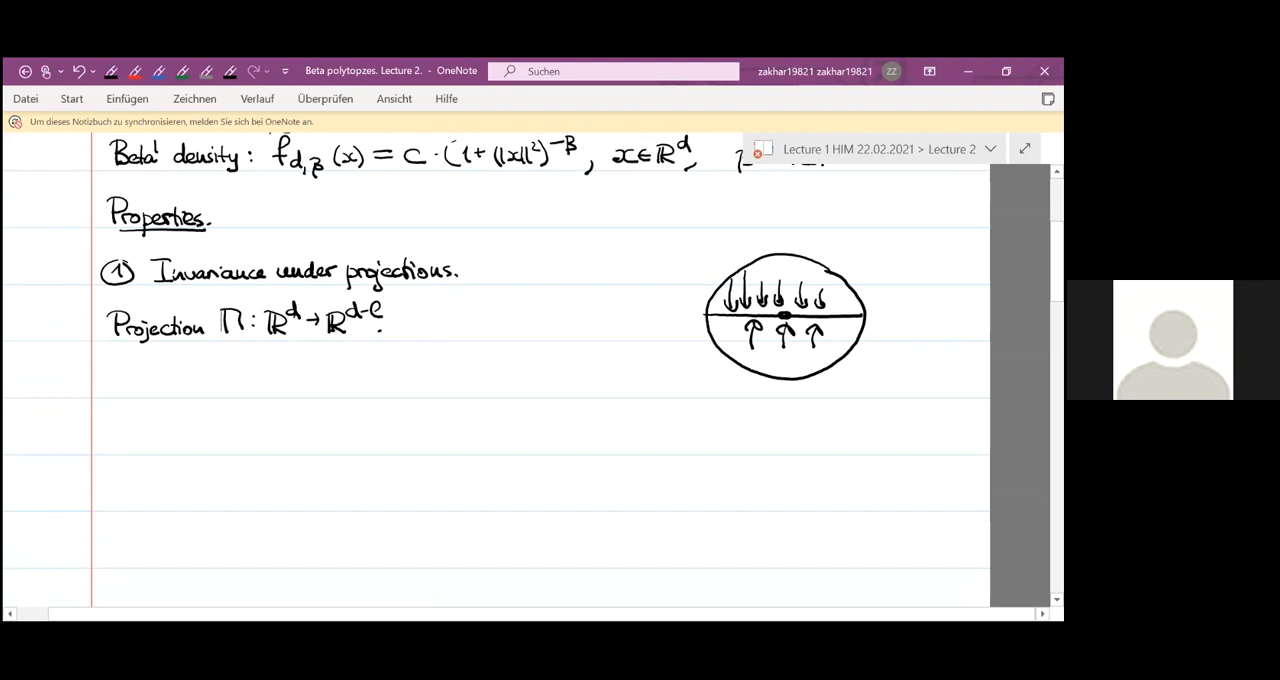 Beta polytopzes. Lecture 2. - OneNote
Suchen
zakhar19821 zakhar19821
ZZ
Datei Start Einfügen Zeichnen Verlauf Überprüfen Ansicht Hilfe
Um dieses Notizbuch zu synchronisieren, melden Sie sich bei OneNote an.
Lecture 1 HIM 22.02.2021 > Lecture 2
Beta' density: f_{d,β}(x) = c · (1 + ||x||²)^{-β}, x ∈ ℝ^d,
Properties.
① Invariance under projections.
Projection Π: ℝ^d → ℝ^{d-ℓ}.